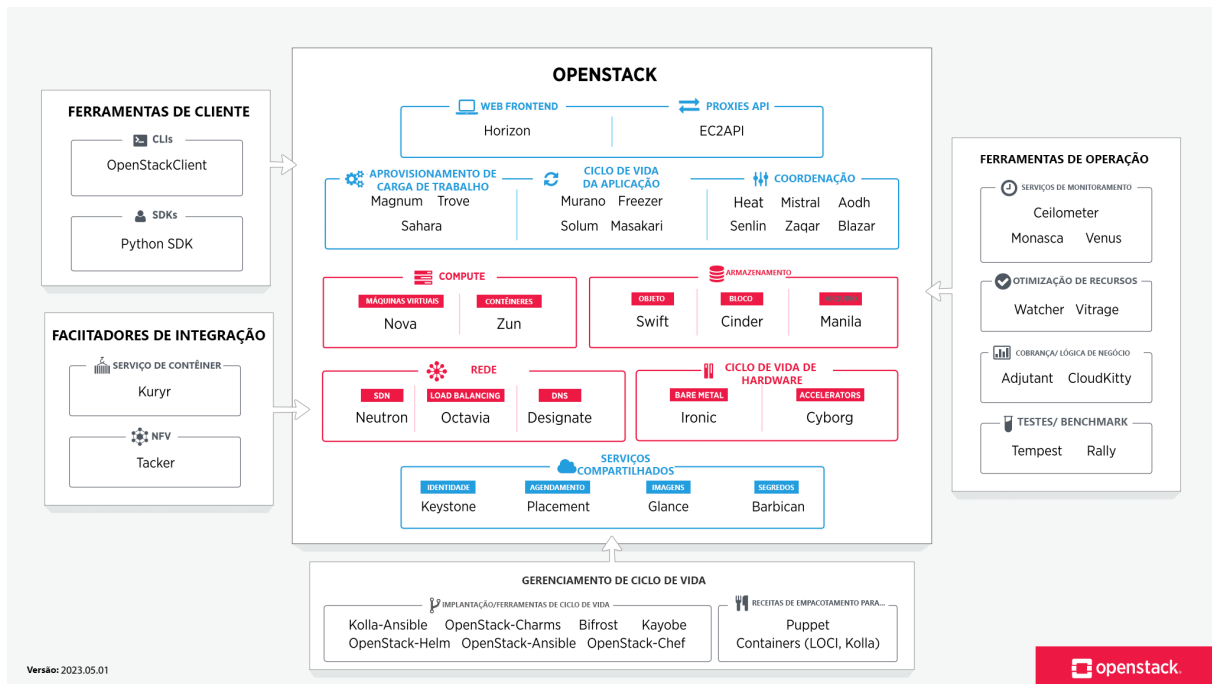 OPENSTACK
WEB FRONTEND
PROXIES API
Horizon
EC2API
APROVISIONAMENTO DE
CARGA DE TRABALHO
CICLO DE VIDA
DA APLICAÇÃO
COORDENAÇÃO
Magnum Trove
Sahara
Murano Freezer
Solum Masakari
Heat Mistral Aodh
Senlin Zaqar Blazar
COMPUTE
MÁQUINAS VIRTUAIS
CONTÊINERES
Nova
Zun
ARMAZENAMENTO
OBJETO
BLOCO
Swift
Cinder
Manila
REDE
SDN
LOAD BALANCING
DNS
Neutron
Octavia
Designate
CICLO DE VIDA DE
HARDWARE
BARE METAL
ACCELERATORS
Ironic
Cyborg
SERVIÇOS
COMPARTILHADOS
IDENTIDADE
AGENDAMENTO
IMAGENS
SEGREDOS
Keystone
Placement
Glance
Barbican
FERRAMENTAS DE CLIENTE
CLIs
OpenStackClient
SDKs
Python SDK
FACIITADORES DE INTEGRAÇÃO
SERVIÇO DE CONTÊINER
Kuryr
NFV
Tacker
FERRAMENTAS DE OPERAÇÃO
SERVIÇOS DE MONITORAMENTO
Ceilometer
Monasca Venus
OTIMIZAÇÃO DE RECURSOS
Watcher Vitrage
COBRANÇA/ LÓGICA DE NEGÓCIO
Adjutant CloudKitty
TESTES/ BENCHMARK
Tempest Rally
GERENCIAMENTO DE CICLO DE VIDA
IMPLANTAÇÃO/FERRAMENTAS DE CICLO DE VIDA
Kolla-Ansible OpenStack-Charms Bifrost Kayobe
OpenStack-Helm OpenStack-Ansible OpenStack-Chef
RECEITAS DE EMPACOTAMENTO PARA...
Puppet
Containers (LOCI, Kolla)
Versão: 2023.05.01
openstack.